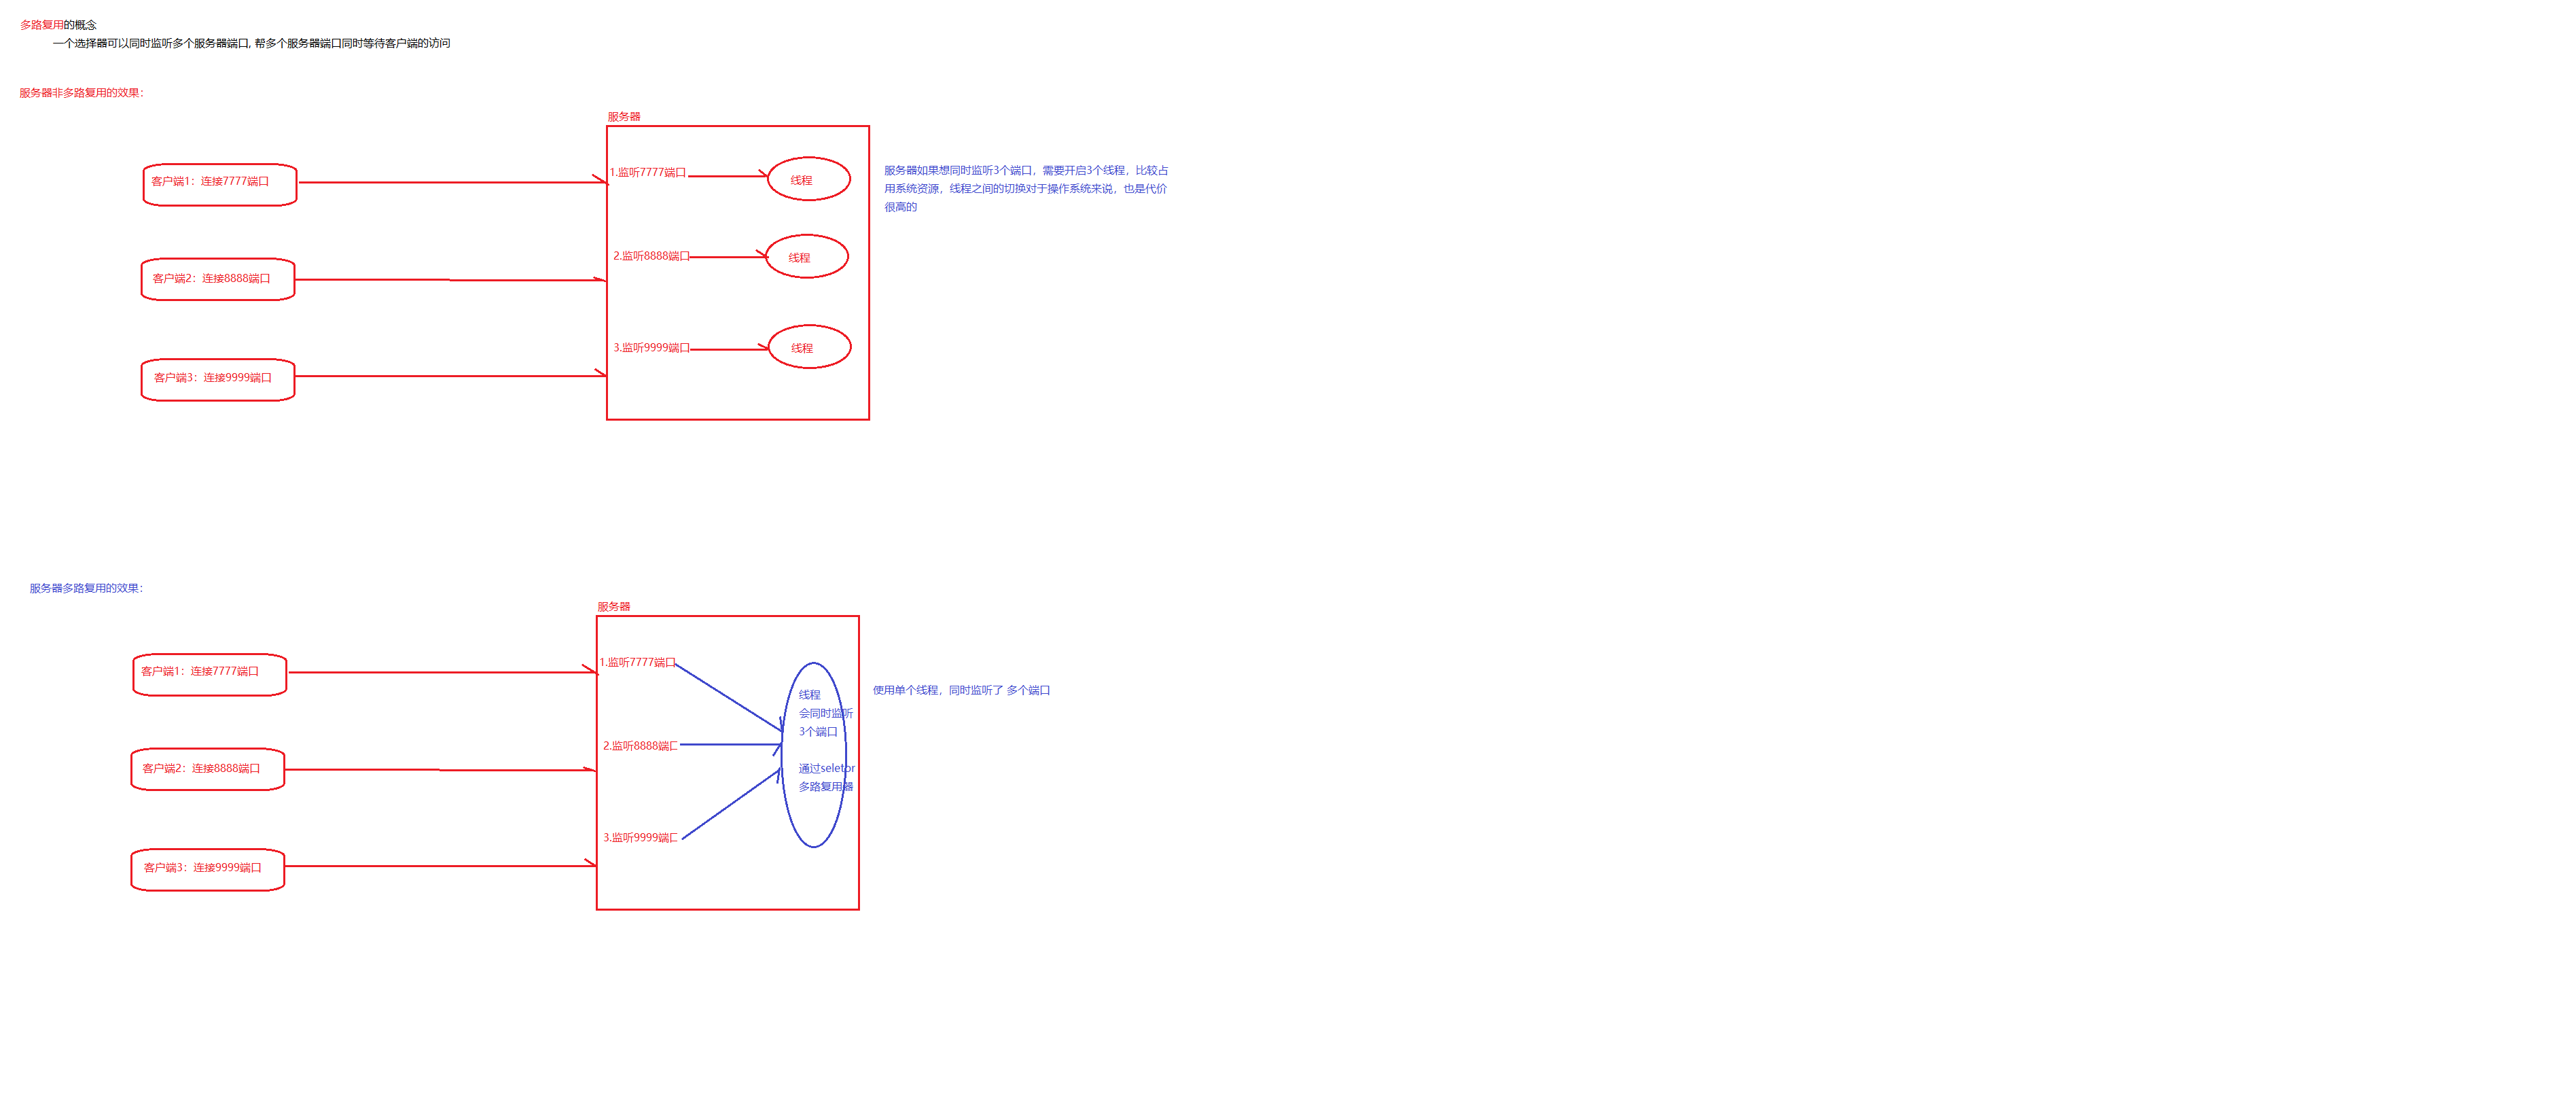 多路复用的概念
一个选择器可以同时监听多个服务器端口, 帮多个服务器端口同时等待客户端的访问
服务器非多路复用的效果：
服务器
客户端1：连接7777端口
1.监听7777端口
线程
服务器如果想同时监听3个端口，需要开启3个线程，比较占
用系统资源，线程之间的切换对于操作系统来说，也是代价
很高的
客户端2：连接8888端口
2.监听8888端口
线程
客户端3：连接9999端口
3.监听9999端口
线程
服务器多路复用的效果：
服务器
客户端1：连接7777端口
1.监听7777端口
客户端2：连接8888端口
2.监听8888端口
客户端3：连接9999端口
3.监听9999端口
线程
会同时监听
3个端口
通过seletor
多路复用器
使用单个线程，同时监听了 多个端口